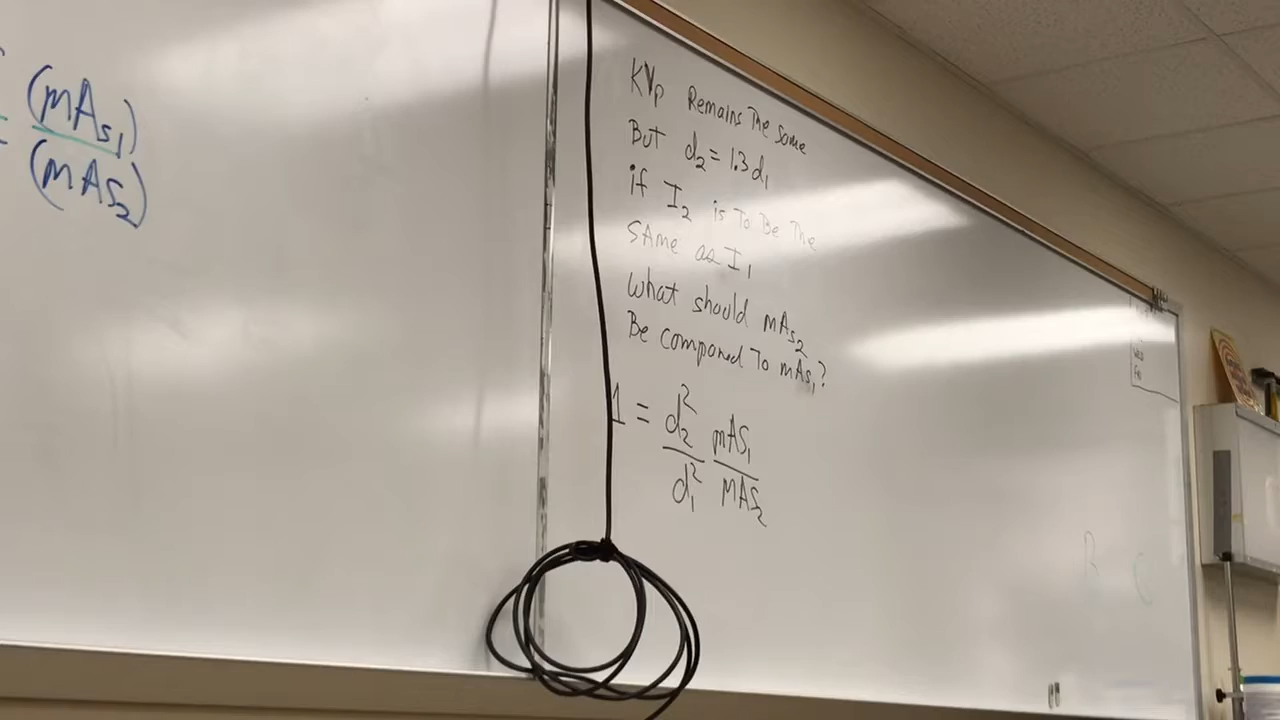 (mAs₁)
(mAs₂)
KVp Remains The Same
But d₂ = 1.3 d₁
if I₂ is To Be The
SAme as I₁
what should mAs₂
Be compared To mAs₁?
1 = d₂² mAS₁
d₁² MAS₂
R C